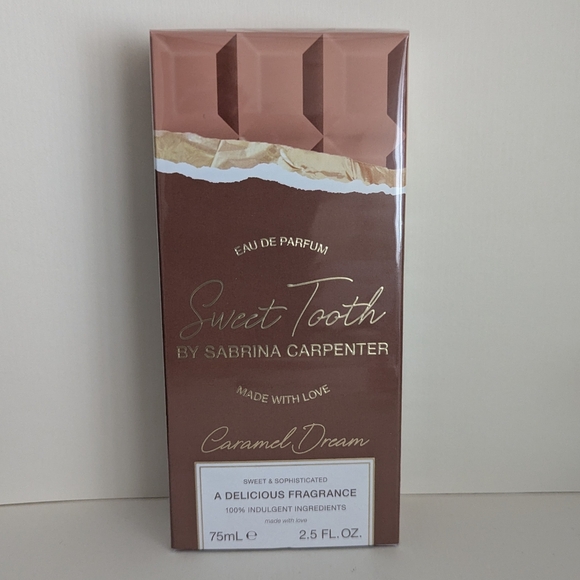 EAU DE PARFUM
Sweet Tooth
BY SABRINA CARPENTER
MADE WITH LOVE
Caramel Dream
SWEET & SOPHISTICATED
A DELICIOUS FRAGRANCE
100% INDULGENT INGREDIENTS
made with love
75mL ℮ 2.5 FL. OZ.